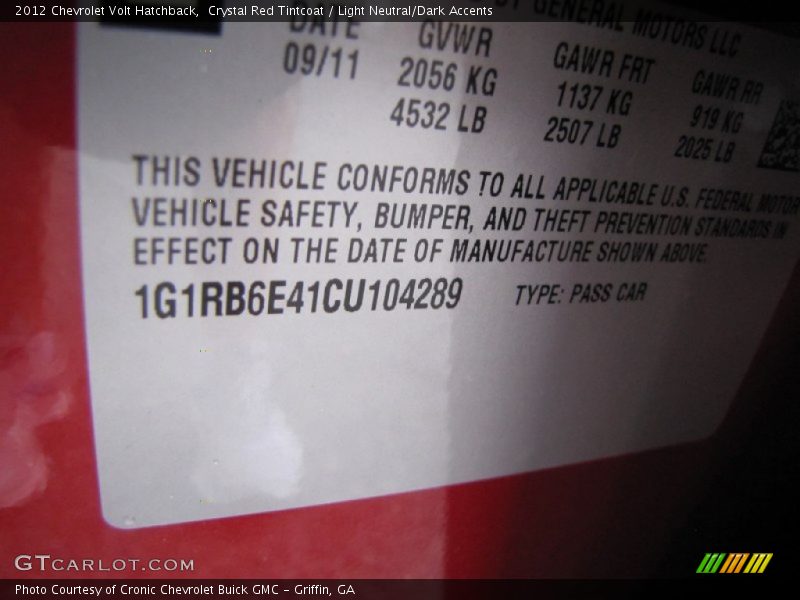 2012 Chevrolet Volt Hatchback, Crystal Red Tintcoat / Light Neutral/Dark Accents
GENERAL MOTORS LLC
DATE GVWR GAWR FRT GAWR RR
09/11 2056 KG 1137 KG 919 KG
4532 LB 2507 LB 2025 LB
THIS VEHICLE CONFORMS TO ALL APPLICABLE U.S. FEDERAL MOTOR
VEHICLE SAFETY, BUMPER, AND THEFT PREVENTION STANDARDS IN
EFFECT ON THE DATE OF MANUFACTURE SHOWN ABOVE.
1G1RB6E41CU104289 TYPE: PASS CAR
GTCARLOT.COM
Photo Courtesy of Cronic Chevrolet Buick GMC – Griffin, GA